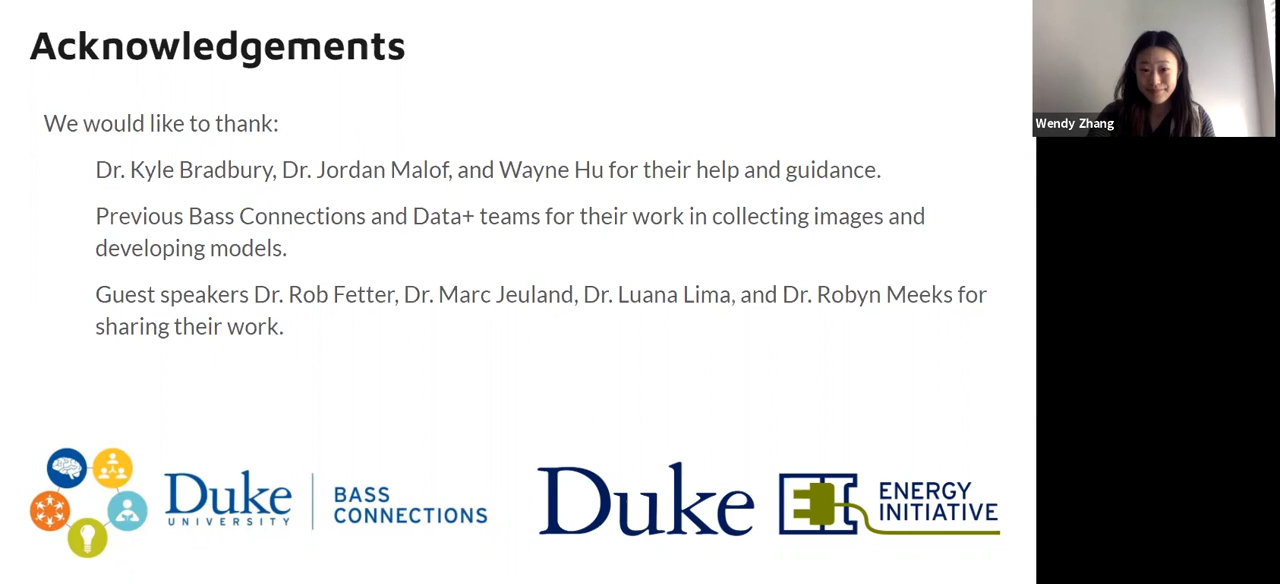 Acknowledgements
We would like to thank:
Dr. Kyle Bradbury, Dr. Jordan Malof, and Wayne Hu for their help and guidance.
Previous Bass Connections and Data+ teams for their work in collecting images and
developing models.
Guest speakers Dr. Rob Fetter, Dr. Marc Jeuland, Dr. Luana Lima, and Dr. Robyn Meeks for
sharing their work.
Wendy Zhang
Duke
UNIVERSITY
BASS
CONNECTIONS
Duke
EI
ENERGY
INITIATIVE